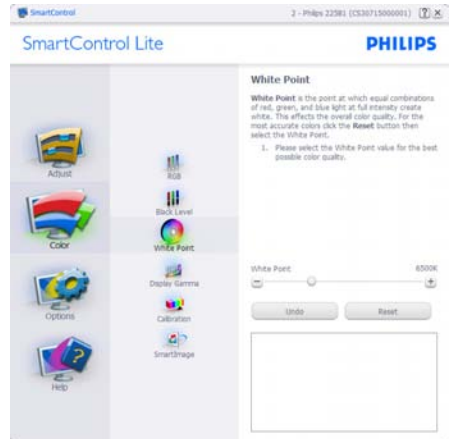 SmartControl
2 - Philips 225B1 (CS30715000001)
SmartControl Lite
PHILIPS
Adjust
Color
Options
Help
RGB
Black Level
White Point
Display Gamma
Calibration
SmartImage
White Point
White Point is the point at which equal combinations
of red, green, and blue light at full intensity create
white. This effects the overall color quality. For the
most accurate colors click the Reset button then
select the White Point.
1. Please select the White Point value for the best
possible color quality.
White Point 6500K
Undo Reset